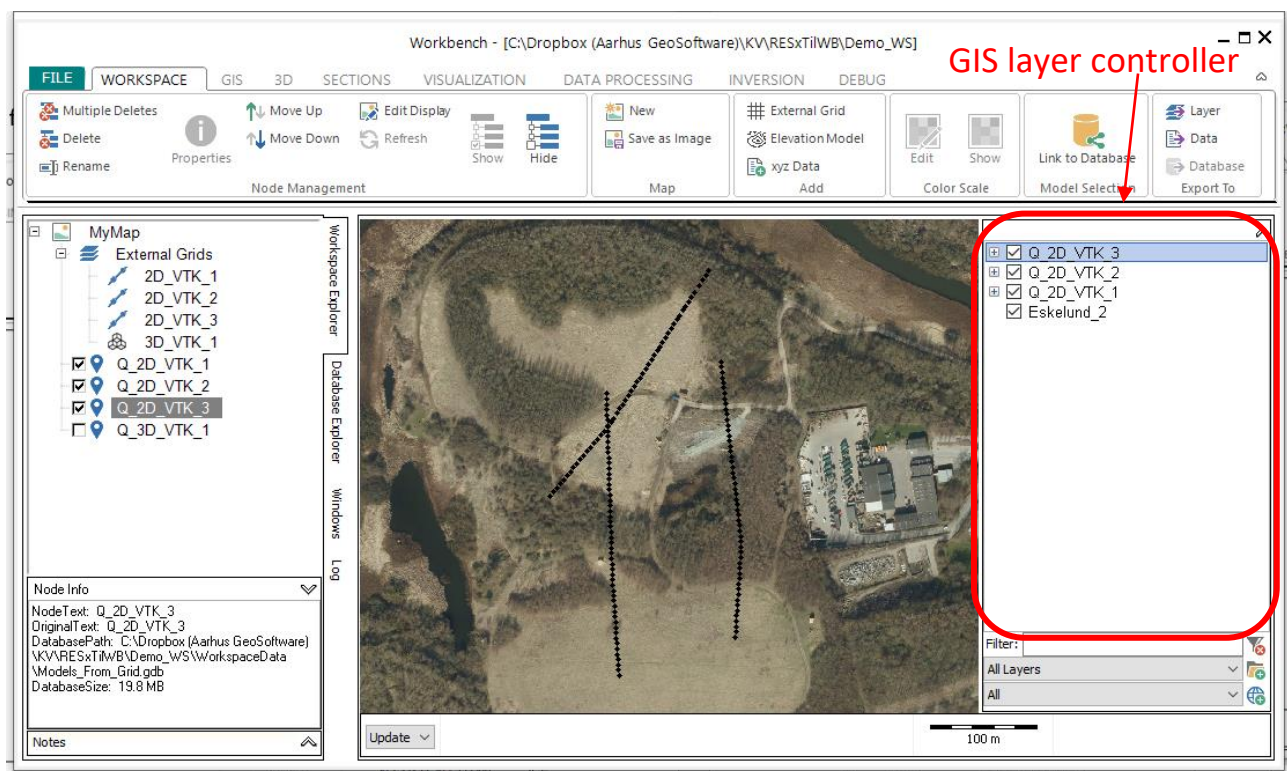 Workbench - [C:\Dropbox (Aarhus GeoSoftware)\KV\RESxTilWB\Demo_WS]
GIS layer controller
FILE WORKSPACE GIS 3D SECTIONS VISUALIZATION DATA PROCESSING INVERSION DEBUG
Multiple Deletes
Delete
Rename
Properties
Move Up
Move Down
Edit Display
Refresh
Show
Hide
Node Management
New
Save as Image
Map
External Grid
Elevation Model
xyz Data
Add
Edit
Show
Color Scale
Link to Database
Model Selection
Layer
Data
Database
Export To
MyMap
External Grids
2D_VTK_1
2D_VTK_2
2D_VTK_3
3D_VTK_1
Q_2D_VTK_1
Q_2D_VTK_2
Q_2D_VTK_3
Q_3D_VTK_1
Workspace Explorer
Database Explorer
Windows
Log
Node Info
NodeText: Q_2D_VTK_3
OriginalText: Q_2D_VTK_3
DatabasePath: C:\Dropbox (Aarhus GeoSoftware)
\KV\RESxTilWB\Demo_WS\WorkspaceData
\Models_From_Grid.gdb
DatabaseSize: 19.8 MB
Notes
Update
100 m
Q_2D_VTK_3
Q_2D_VTK_2
Q_2D_VTK_1
Eskelund_2
Filter:
All Layers
All